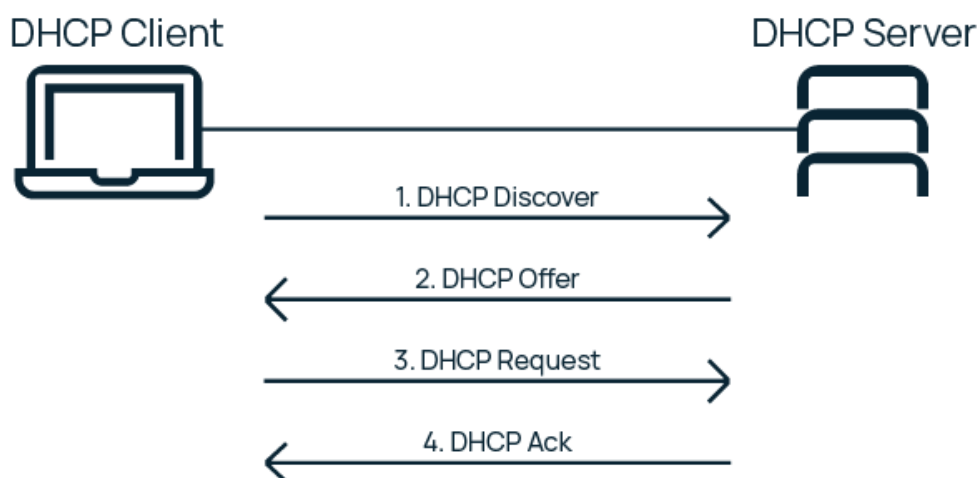 DHCP Client
DHCP Server
1. DHCP Discover
2. DHCP Offer
3. DHCP Request
4. DHCP Ack